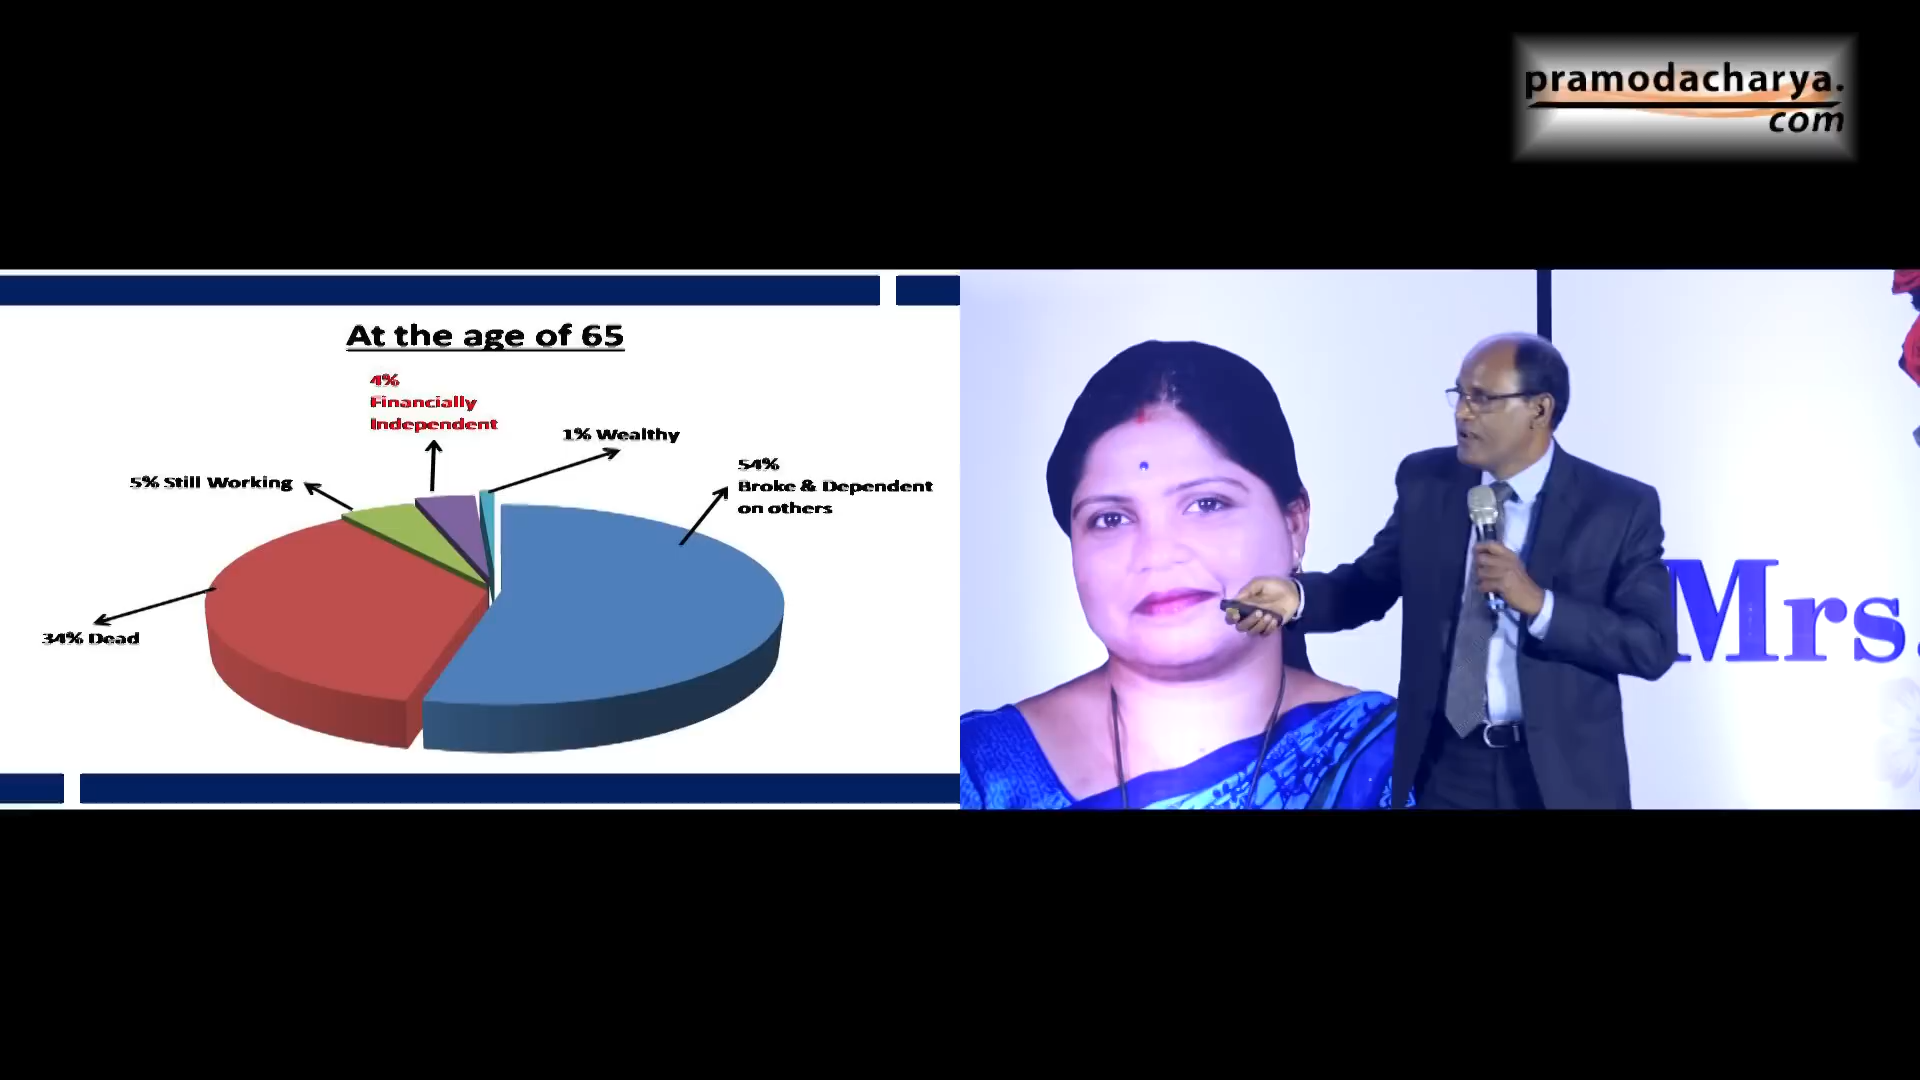 pramodacharya.
com
At the age of 65
4%
Financially
Independent
1% Wealthy
54%
Broke & Dependent
on others
5% Still Working
34% Dead
Mrs.